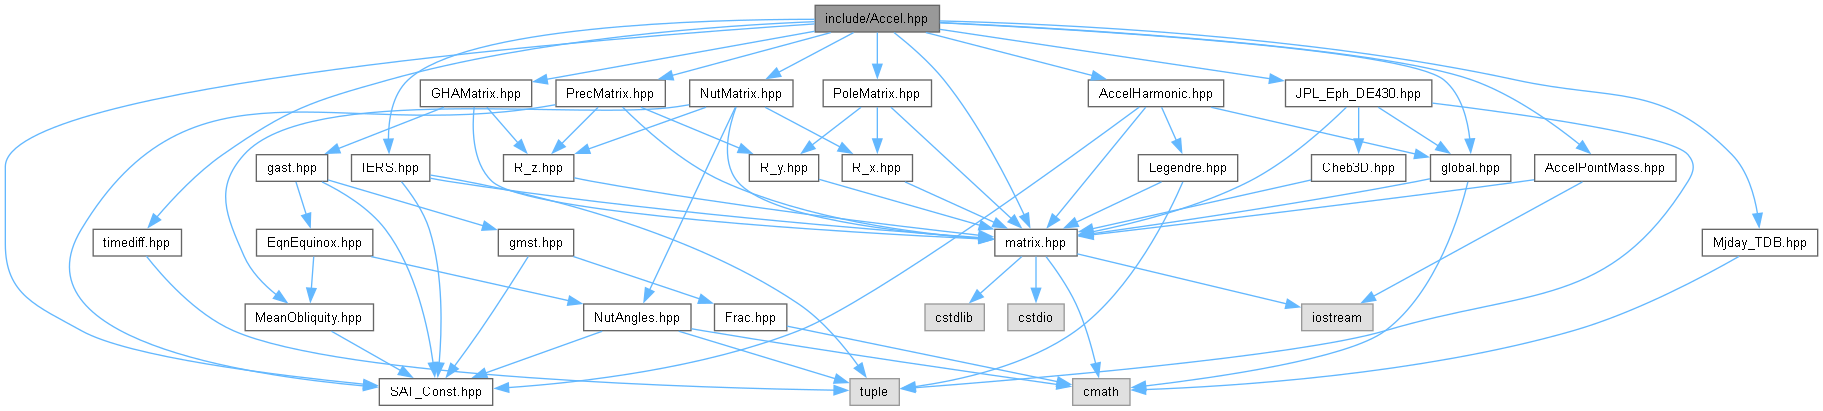 include/Accel.hpp
GHAMatrix.hpp
PrecMatrix.hpp
NutMatrix.hpp
PoleMatrix.hpp
AccelHarmonic.hpp
JPL_Eph_DE430.hpp
gast.hpp
IERS.hpp
R_z.hpp
R_y.hpp
R_x.hpp
Legendre.hpp
Cheb3D.hpp
global.hpp
AccelPointMass.hpp
timediff.hpp
EqnEquinox.hpp
gmst.hpp
matrix.hpp
Mjday_TDB.hpp
MeanObliquity.hpp
NutAngles.hpp
Frac.hpp
cstdlib
cstdio
iostream
SAT_Const.hpp
tuple
cmath